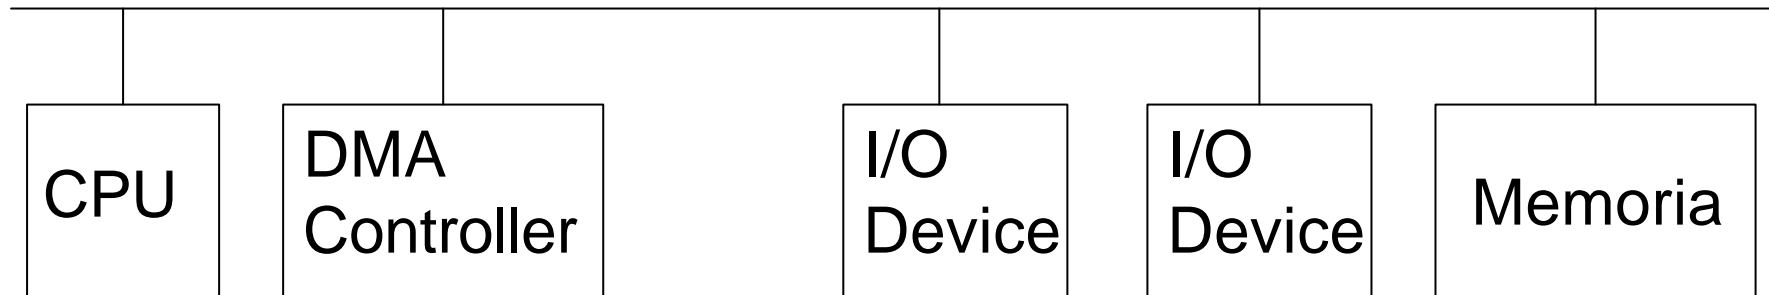 CPU
DMA
Controller
I/O
Device
I/O
Device
Memoria